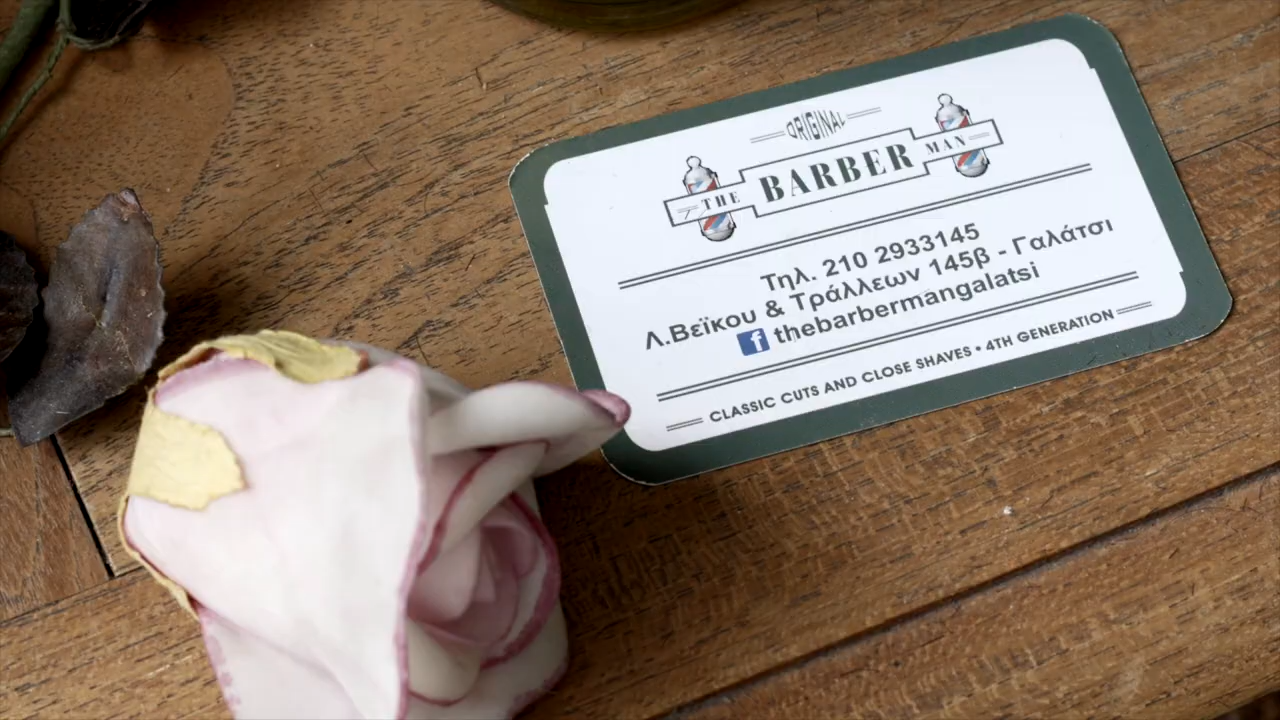 ORIGINAL
THE BARBER MAN
Τηλ. 210 2933145
Λ.Βεϊκου & Τράλλεων 145β - Γαλάτσι
f thebarbermangalatsi
CLASSIC CUTS AND CLOSE SHAVES • 4TH GENERATION